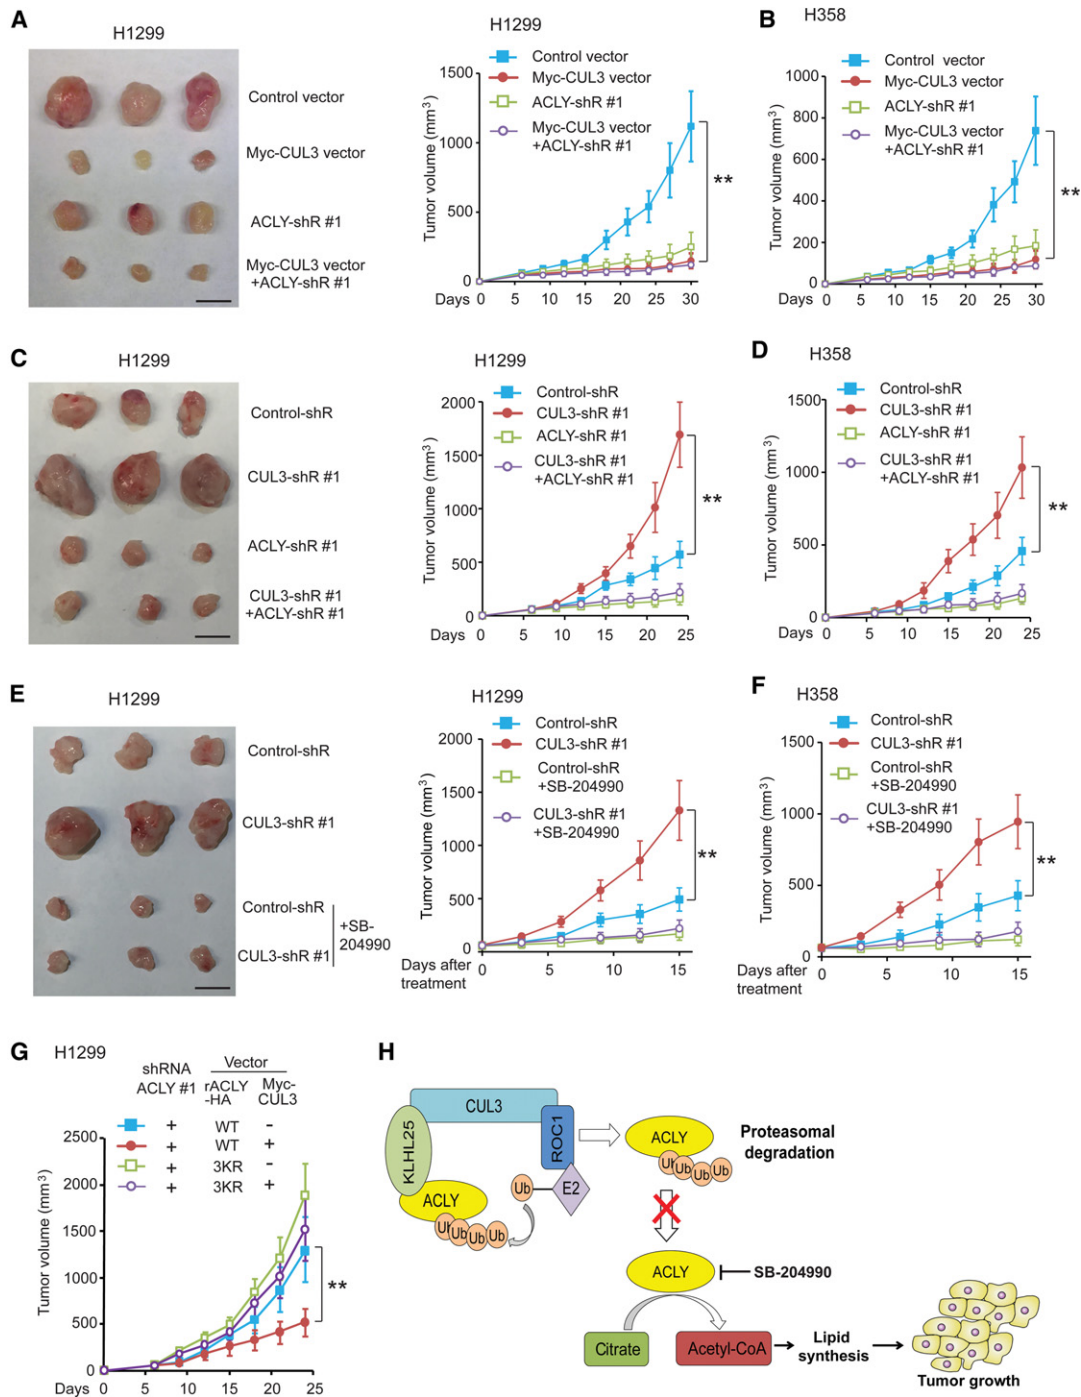 A
H1299
Control vector
Myc-CUL3 vector
ACLY-shR #1
Myc-CUL3 vector
+ACLY-shR #1
H1299
Control vector
Myc-CUL3 vector
ACLY-shR #1
Myc-CUL3 vector
+ACLY-shR #1
Tumor volume (mm3)
1500
1000
500
0
**
Days 0 5 10 15 20 25 30
B
H358
Control vector
Myc-CUL3 vector
ACLY-shR #1
Myc-CUL3 vector
+ACLY-shR #1
Tumor volume (mm3)
1000
800
600
400
200
0
**
Days 0 5 10 15 20 25 30
C
H1299
Control-shR
CUL3-shR #1
ACLY-shR #1
CUL3-shR #1
+ACLY-shR #1
H1299
Control-shR
CUL3-shR #1
ACLY-shR #1
CUL3-shR #1
+ACLY-shR #1
Tumor volume (mm3)
2000
1500
1000
500
0
**
Days 0 5 10 15 20 25
D
H358
Control-shR
CUL3-shR #1
ACLY-shR #1
CUL3-shR #1
+ACLY-shR #1
Tumor volume (mm3)
1500
1000
500
0
**
Days 0 5 10 15 20 25
E
H1299
Control-shR
CUL3-shR #1
Control-shR
CUL3-shR #1
+SB-
204990
H1299
Control-shR
CUL3-shR #1
Control-shR
+SB-204990
CUL3-shR #1
+SB-204990
Tumor volume (mm3)
2000
1500
1000
500
0
**
0 5 10 15
Days after
treatment
F
H358
Control-shR
CUL3-shR #1
Control-shR
+SB-204990
CUL3-shR #1
+SB-204990
Tumor volume (mm3)
1500
1000
500
0
**
0 5 10 15
Days after
treatment
G
H1299
shRNA
ACLY #1
Vector
rACLY
-HA
Myc-
CUL3
+ WT -
+ WT +
+ 3KR -
+ 3KR +
Tumor volume (mm3)
2500
2000
1500
1000
500
0
**
Days 0 5 10 15 20 25
H
CUL3
KLHL25
ROC1
ACLY
Ub
Ub
Ub
Ub
Ub
E2
ACLY
Ub
Ub
Ub
Ub
Proteasomal
degradation
ACLY
SB-204990
Citrate
Acetyl-CoA
Lipid
synthesis
Tumor growth